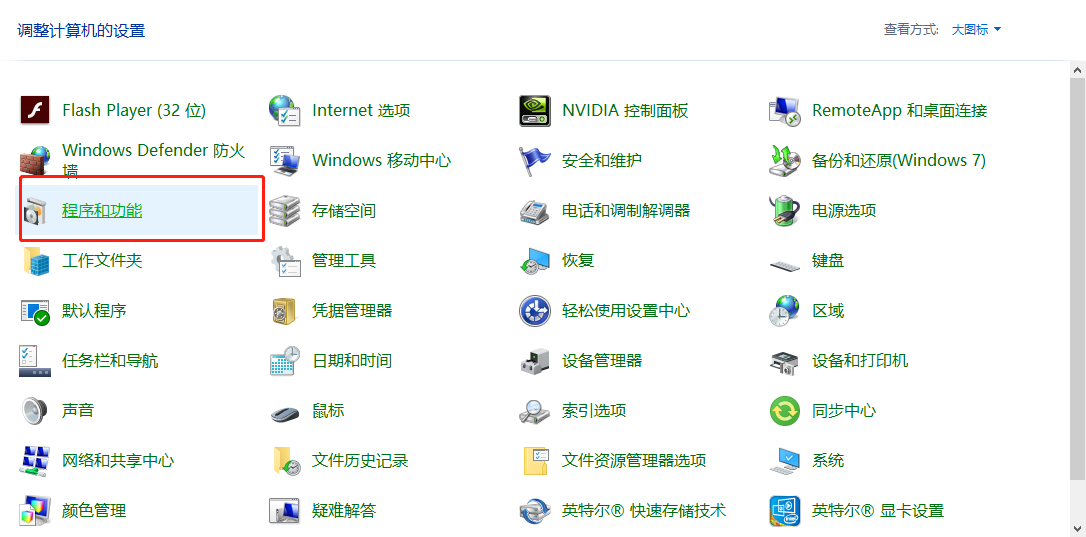 调整计算机的设置
查看方式: 大图标
Flash Player (32 位)
Internet 选项
NVIDIA 控制面板
RemoteApp 和桌面连接
Windows Defender 防火
墙
Windows 移动中心
安全和维护
备份和还原(Windows 7)
程序和功能
存储空间
电话和调制解调器
电源选项
工作文件夹
管理工具
恢复
键盘
默认程序
凭据管理器
轻松使用设置中心
区域
任务栏和导航
日期和时间
设备管理器
设备和打印机
声音
鼠标
索引选项
同步中心
网络和共享中心
文件历史记录
文件资源管理器选项
系统
颜色管理
疑难解答
英特尔® 快速存储技术
英特尔® 显卡设置